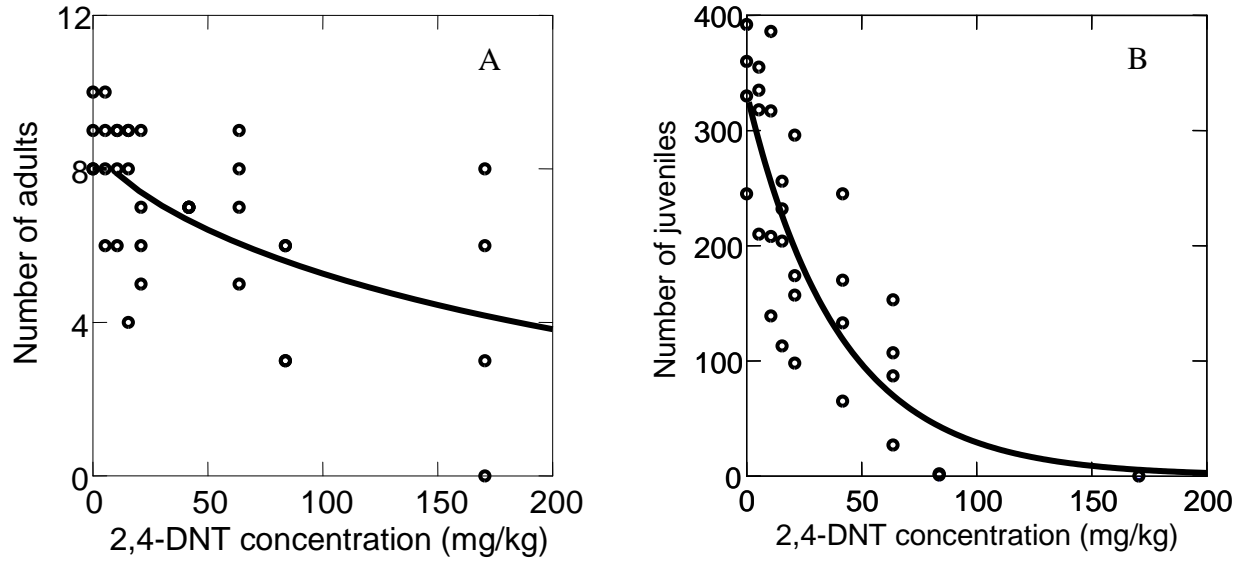 A
Number of adults
12
8
4
0
0 50 100 150 200
2,4-DNT concentration (mg/kg)
B
Number of juveniles
400
300
200
100
0
0 50 100 150 200
2,4-DNT concentration (mg/kg)